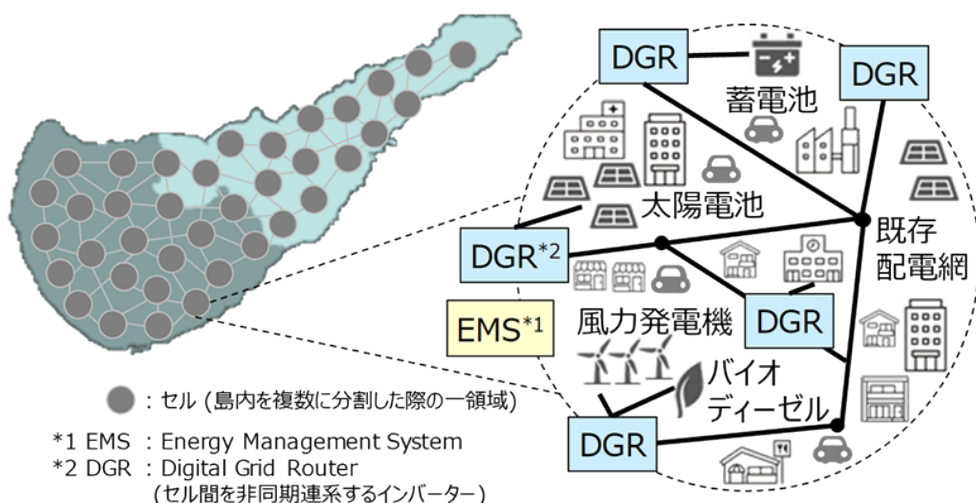 DGR
DGR
蓄電池
太陽電池
既存
配電網
DGR*2
EMS*1
風力発電機
DGR
バイオ
ディーゼル
DGR
: セル (島内を複数に分割した際の一領域)
*1 EMS : Energy Management System
*2 DGR : Digital Grid Router
(セル間を非同期連系するインバーター)